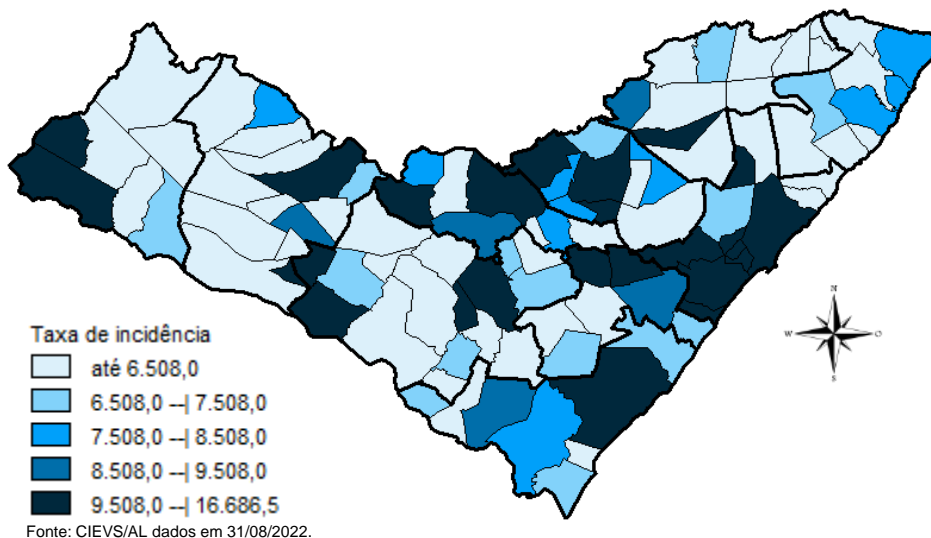 N
W
O
S
Taxa de incidência
até 6.508,0
6.508,0 --| 7.508,0
7.508,0 --| 8.508,0
8.508,0 --| 9.508,0
9.508,0 --| 16.686,5
Fonte: CIEVS/AL dados em 31/08/2022.